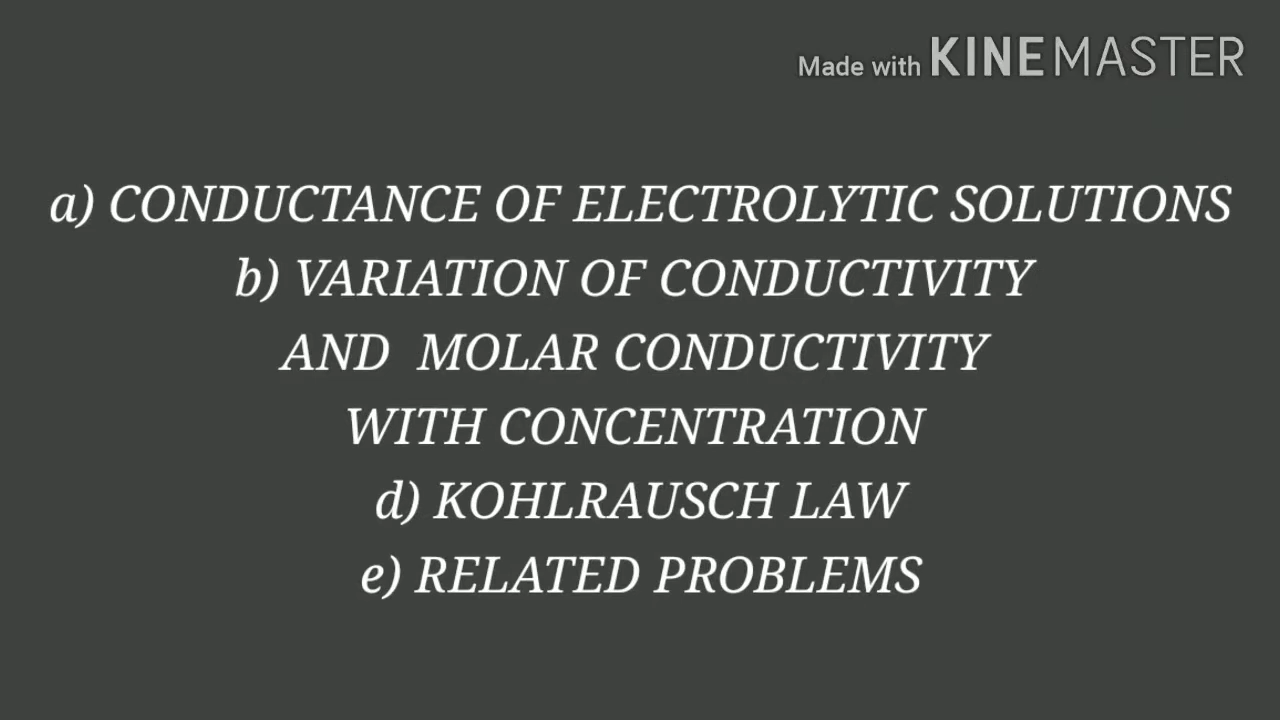 Made with KINEMASTER
a) CONDUCTANCE OF ELECTROLYTIC SOLUTIONS
b) VARIATION OF CONDUCTIVITY
AND MOLAR CONDUCTIVITY
WITH CONCENTRATION
d) KOHLRAUSCH LAW
e) RELATED PROBLEMS